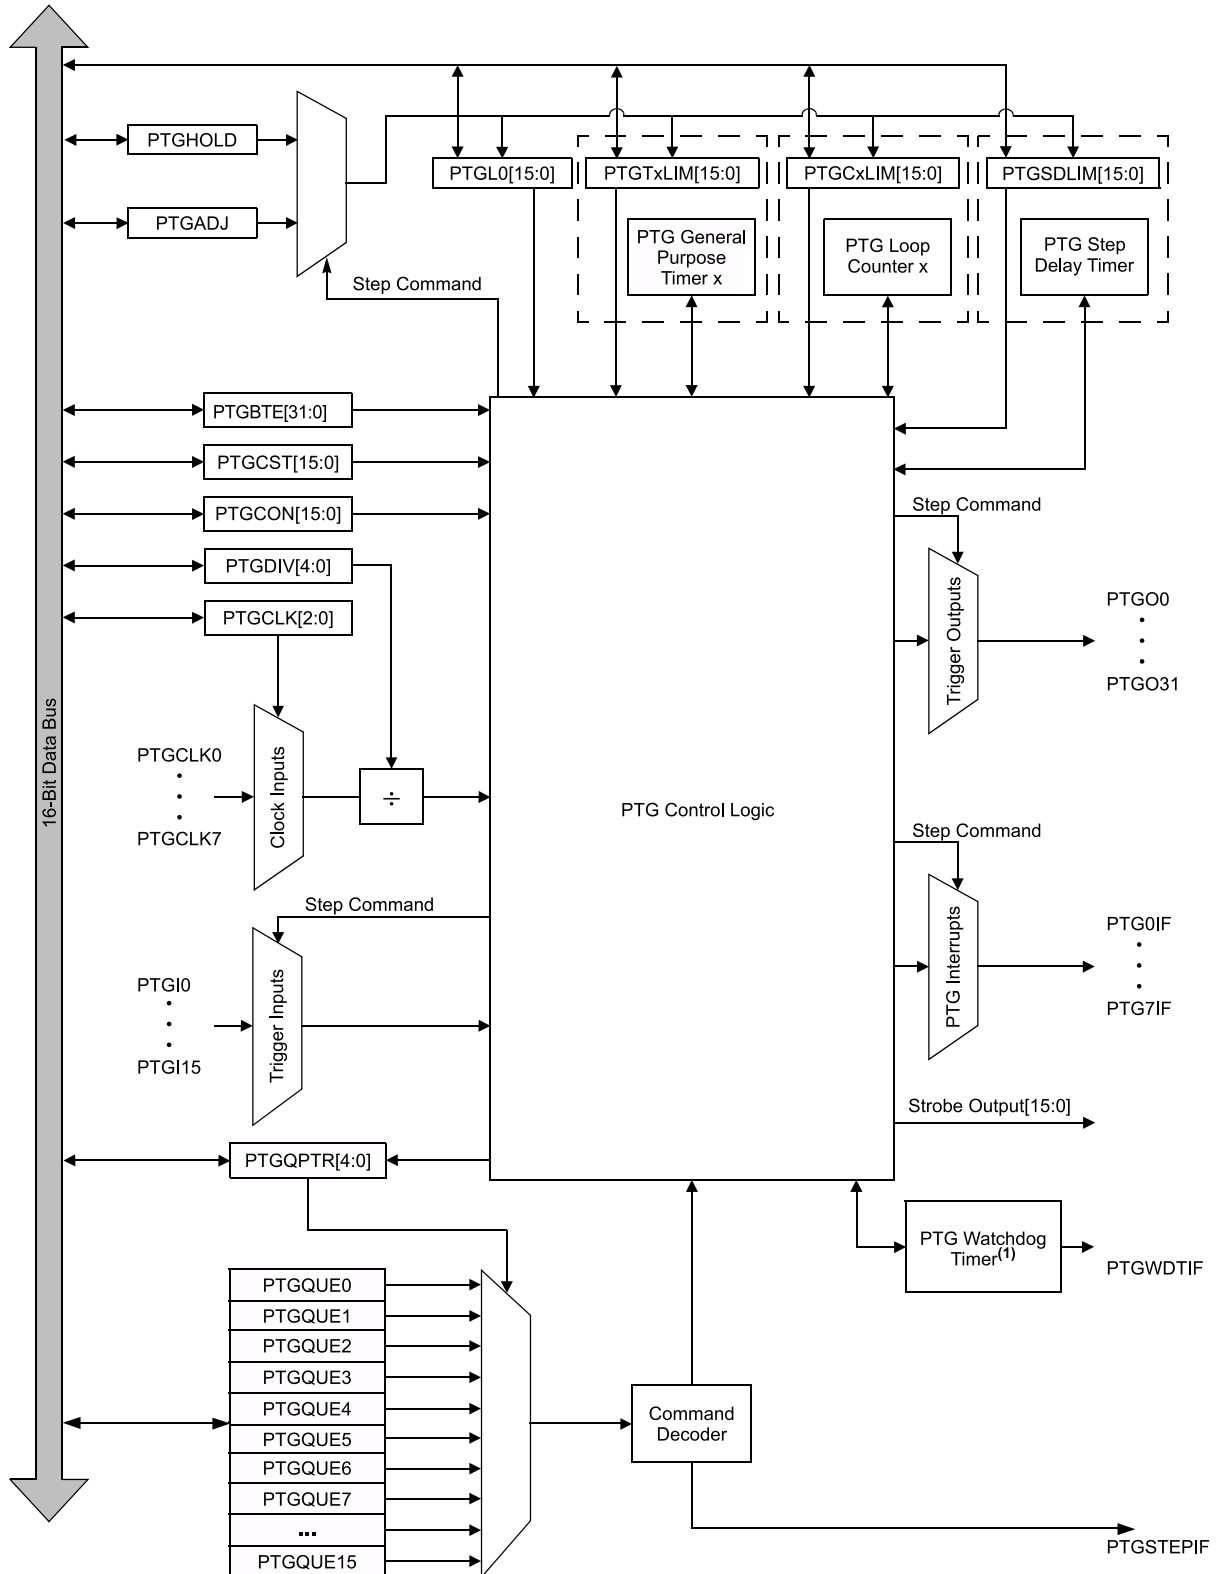 PTGHOLD
PTGADJ
PTGL0[15:0]
PTGTxLIM[15:0]
PTGCxLIM[15:0]
PTGSDLIM[15:0]
PTG General
Purpose
Timer x
PTG Loop
Counter x
PTG Step
Delay Timer
Step Command
PTGBTE[31:0]
PTGCST[15:0]
PTGCON[15:0]
PTGDIV[4:0]
PTGCLK[2:0]
16-Bit Data Bus
PTGCLK0
PTGCLK7
Clock Inputs
÷
PTG Control Logic
Step Command
Trigger Outputs
PTGO0
PTGO31
Step Command
PTG Interrupts
PTG0IF
PTG7IF
Step Command
PTGI0
PTGI15
Trigger Inputs
Strobe Output[15:0]
PTGQPTR[4:0]
PTG Watchdog
Timer(1)
PTGWDTIF
PTGQUE0
PTGQUE1
PTGQUE2
PTGQUE3
PTGQUE4
PTGQUE5
PTGQUE6
PTGQUE7
...
PTGQUE15
Command
Decoder
PTGSTEPIF